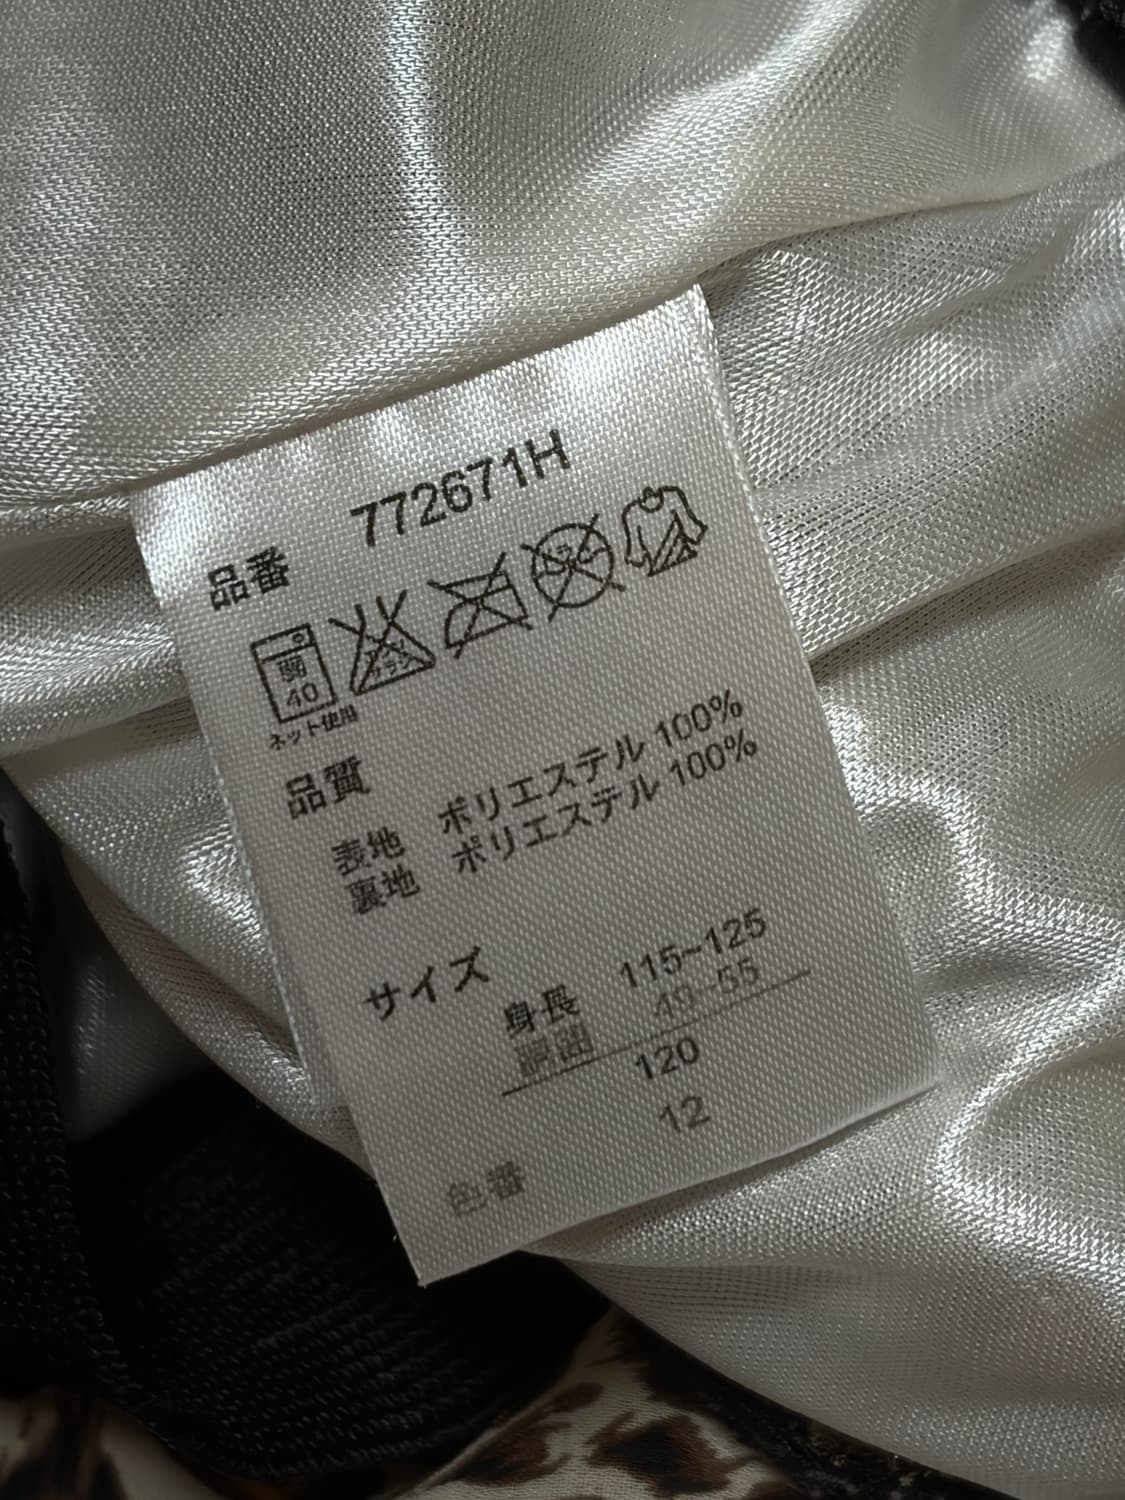 品番 772671H
弱
40
ネット使用
品質
表地 ポリエステル 100%
裏地 ポリエステル 100%
サイズ
身長 115~125
胴囲 49~55
120
12
色番